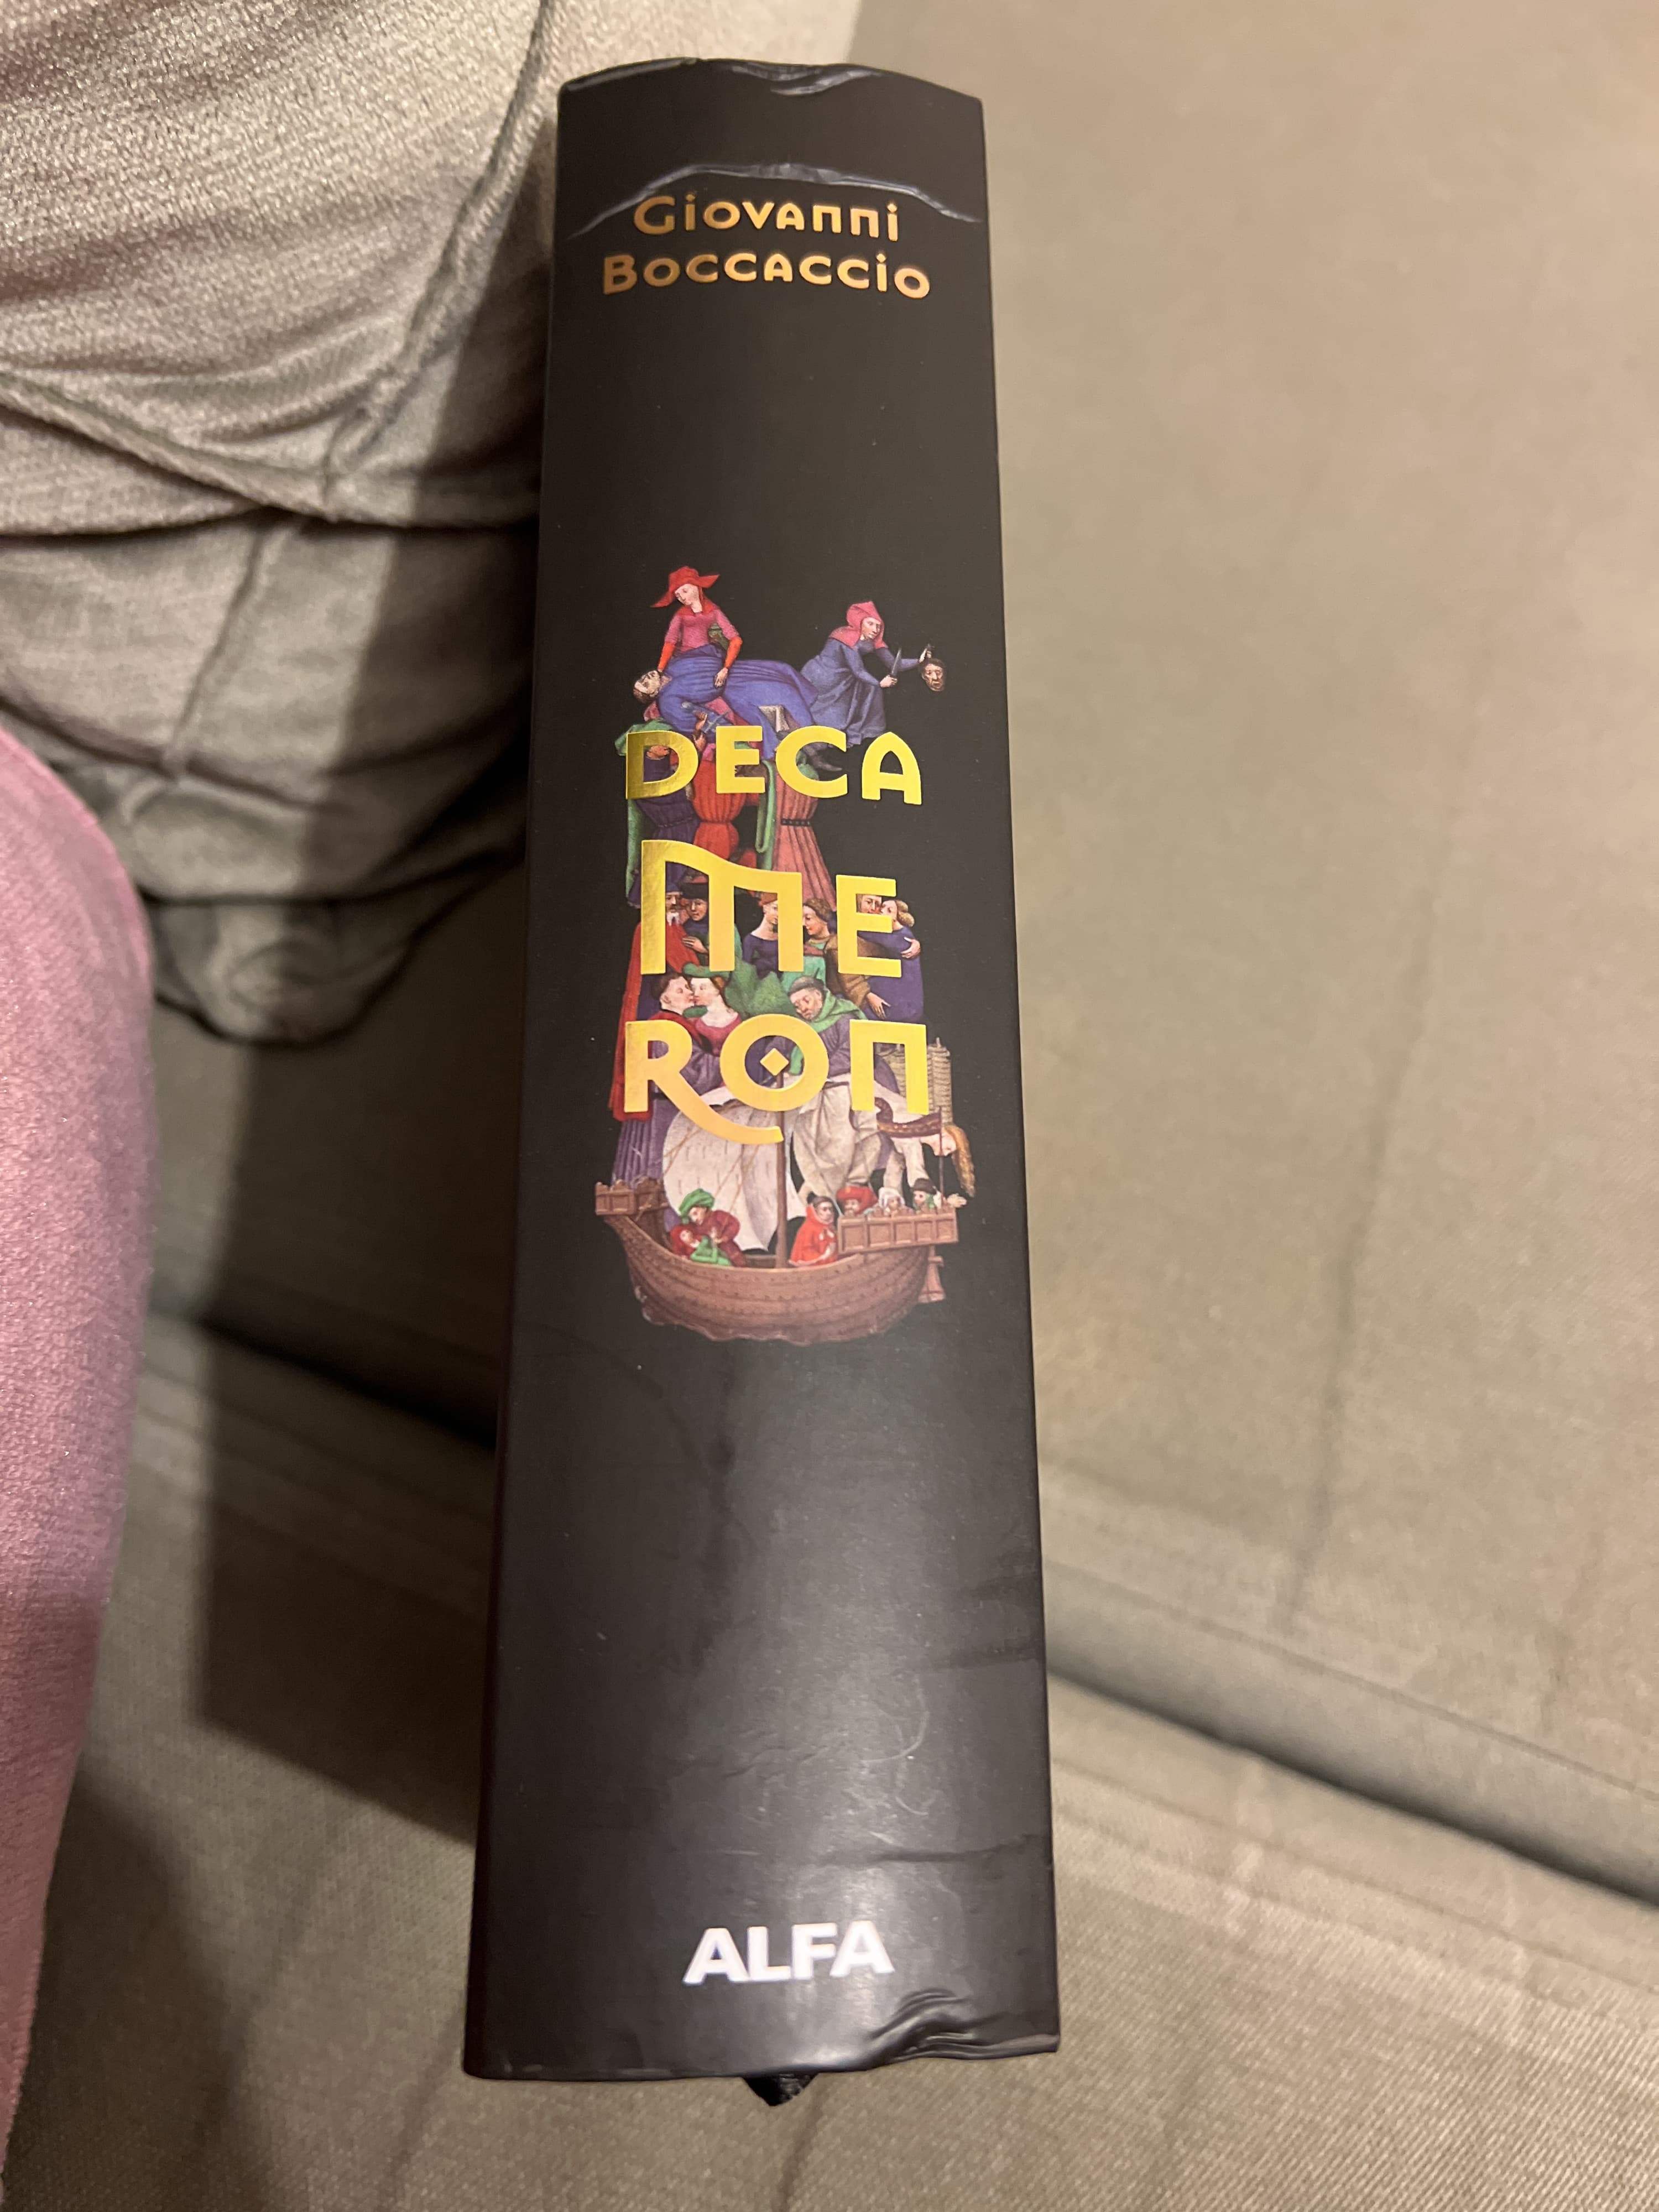 Giovanni
Boccaccio
DECA
ME
RON
ALFA